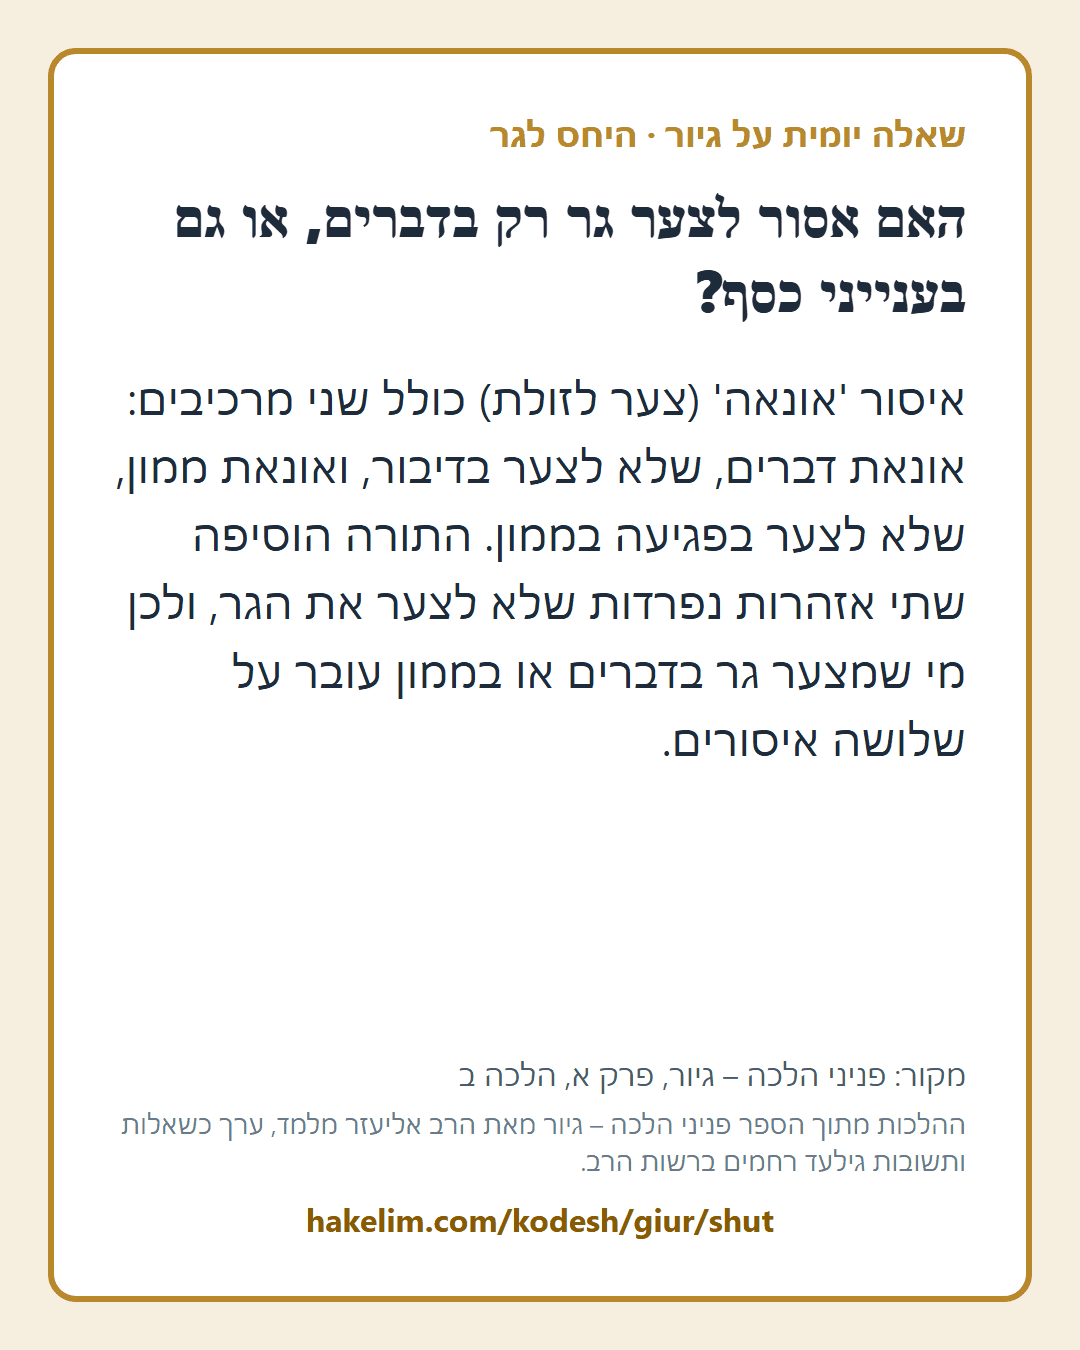 שאלה יומית על גיור · היחס לגר
האם אסור לצער גר רק בדברים, או גם
בענייני כסף?
איסור 'אונאה' (צער לזולת) כולל שני מרכיבים:
אונאת דברים, שלא לצער בדיבור, ואונאת ממון,
שלא לצער בפגיעה בממון. התורה הוסיפה
שתי אזהרות נפרדות שלא לצער את הגר, ולכן
מי שמצער גר בדברים או בממון עובר על
שלושה איסורים.
מקור: פניני הלכה – גיור, פרק א, הלכה ב
ההלכות מתוך הספר פניני הלכה – גיור מאת הרב אליעזר מלמד, ערך כשאלות
ותשובות גילעד רחמים ברשות הרב.
hakelim.com/kodesh/giur/shut